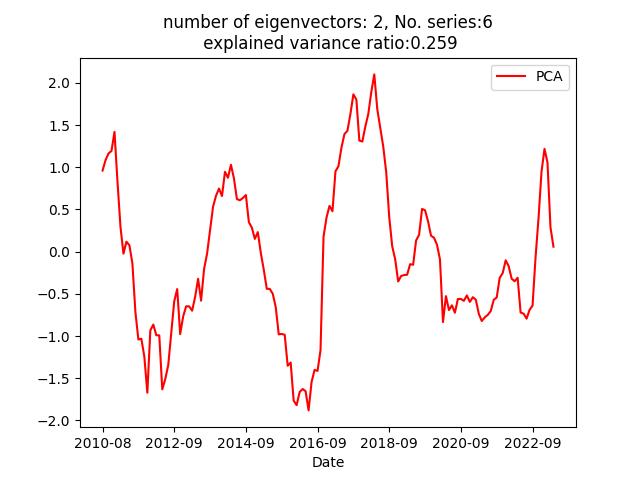 number of eigenvectors: 2, No. series:6
explained variance ratio:0.259
PCA
2.0
1.5
1.0
0.5
0.0
−0.5
−1.0
−1.5
−2.0
2010-08 2012-09 2014-09 2016-09 2018-09 2020-09 2022-09
Date